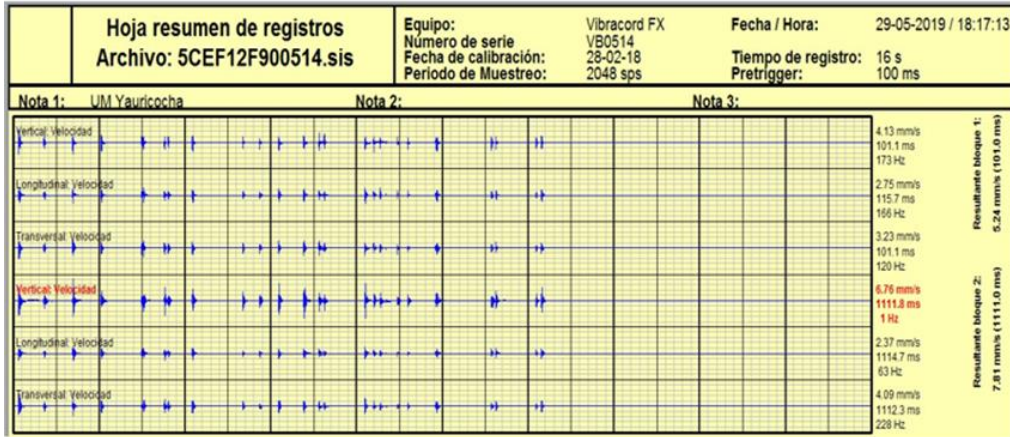 Hoja resumen de registros
Archivo: 5CEF12F900514.sis
Equipo: Vibracord FX
Número de serie VB0514
Fecha de calibración: 28-02-18
Periodo de Muestreo: 2048 sps
Fecha / Hora: 29-05-2019 / 18:17:13
Tiempo de registro: 16 s
Pretrigger: 100 ms
Nota 1: UM Yauricocha Nota 2: Nota 3:
Vertical: Velocidad
4.13 mm/s
101.1 ms
173 Hz
Longitudinal: Velocidad
2.75 mm/s
115.7 ms
166 Hz
Transversal: Velocidad
3.23 mm/s
101.1 ms
120 Hz
Vertical: Velocidad
6.76 mm/s
1111.8 ms
1 Hz
Longitudinal: Velocidad
2.37 mm/s
1114.7 ms
63 Hz
Transversal: Velocidad
4.09 mm/s
1112.3 ms
228 Hz
Resultante bloque 1:
5.24 mm/s (101.0 ms)
Resultante bloque 2:
7.81 mm/s (1111.0 ms)